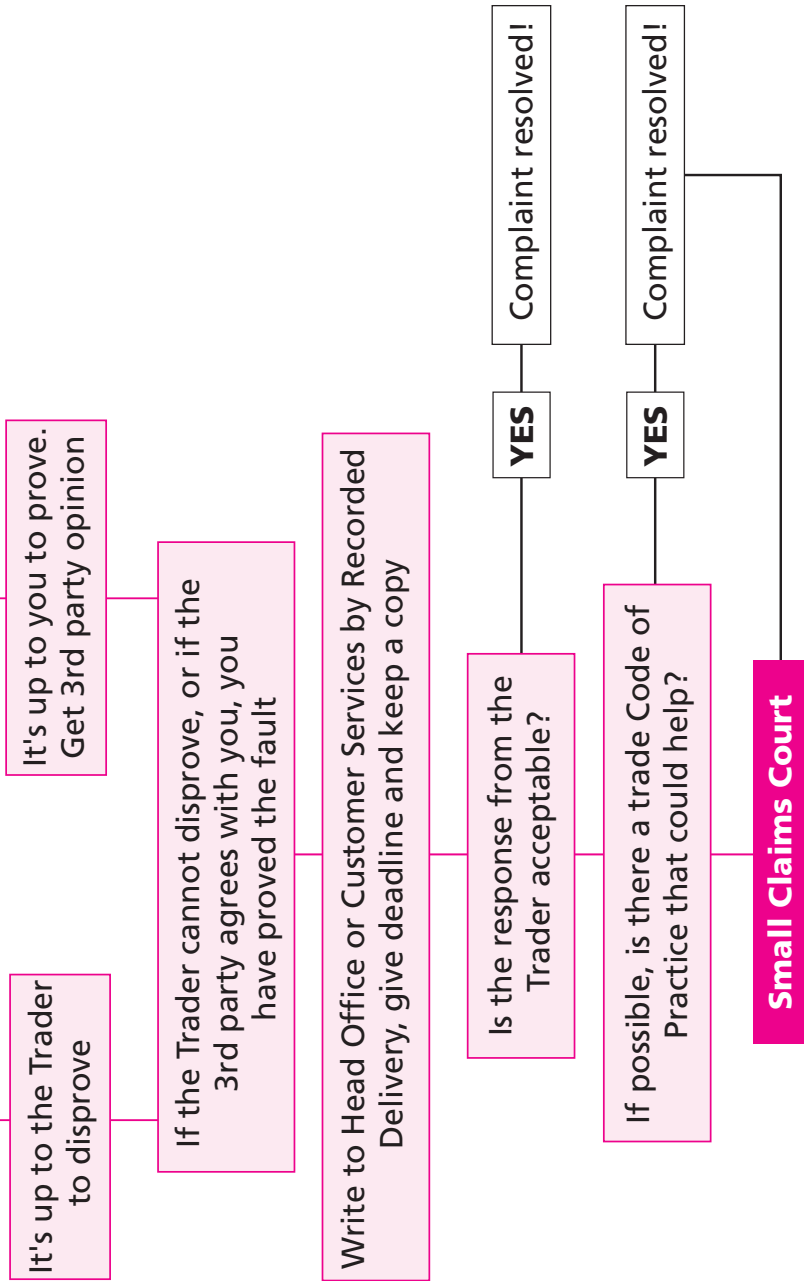 It's up to the Trader
to disprove
It's up to you to prove.
Get 3rd party opinion
If the Trader cannot disprove, or if the
3rd party agrees with you, you
have proved the fault
Write to Head Office or Customer Services by Recorded
Delivery, give deadline and keep a copy
Is the response from the
Trader acceptable?
YES
Complaint resolved!
If possible, is there a trade Code of
Practice that could help?
YES
Complaint resolved!
Small Claims Court